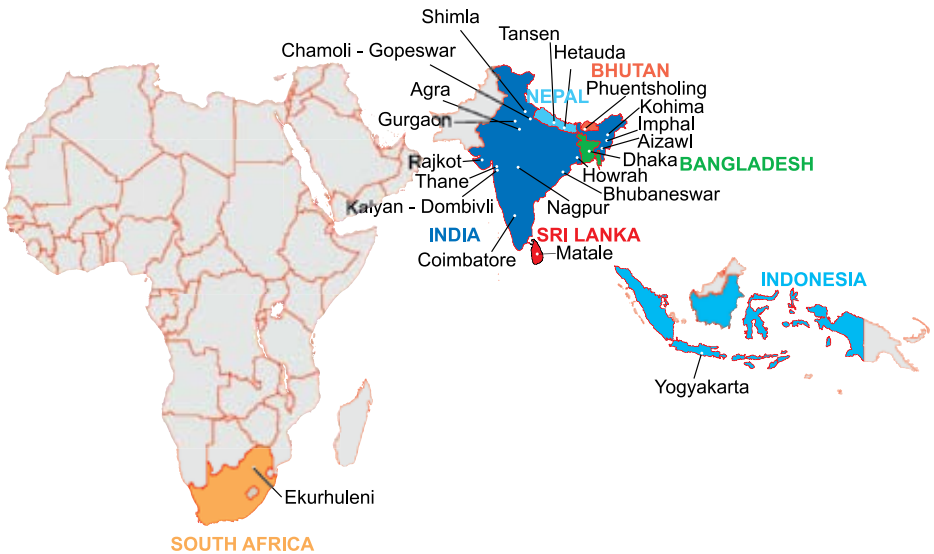 Shimla
Tansen
Chamoli - Gopeswar
Hetauda
BHUTAN
Agra
NEPAL
Phuentsholing
Kohima
Gurgaon
Imphal
Aizawl
Rajkot
Dhaka
BANGLADESH
Thane
Howrah
Kalyan - Dombivli
Nagpur
Bhubaneswar
INDIA
SRI LANKA
Coimbatore
Matale
INDONESIA
Yogyakarta
Ekurhuleni
SOUTH AFRICA